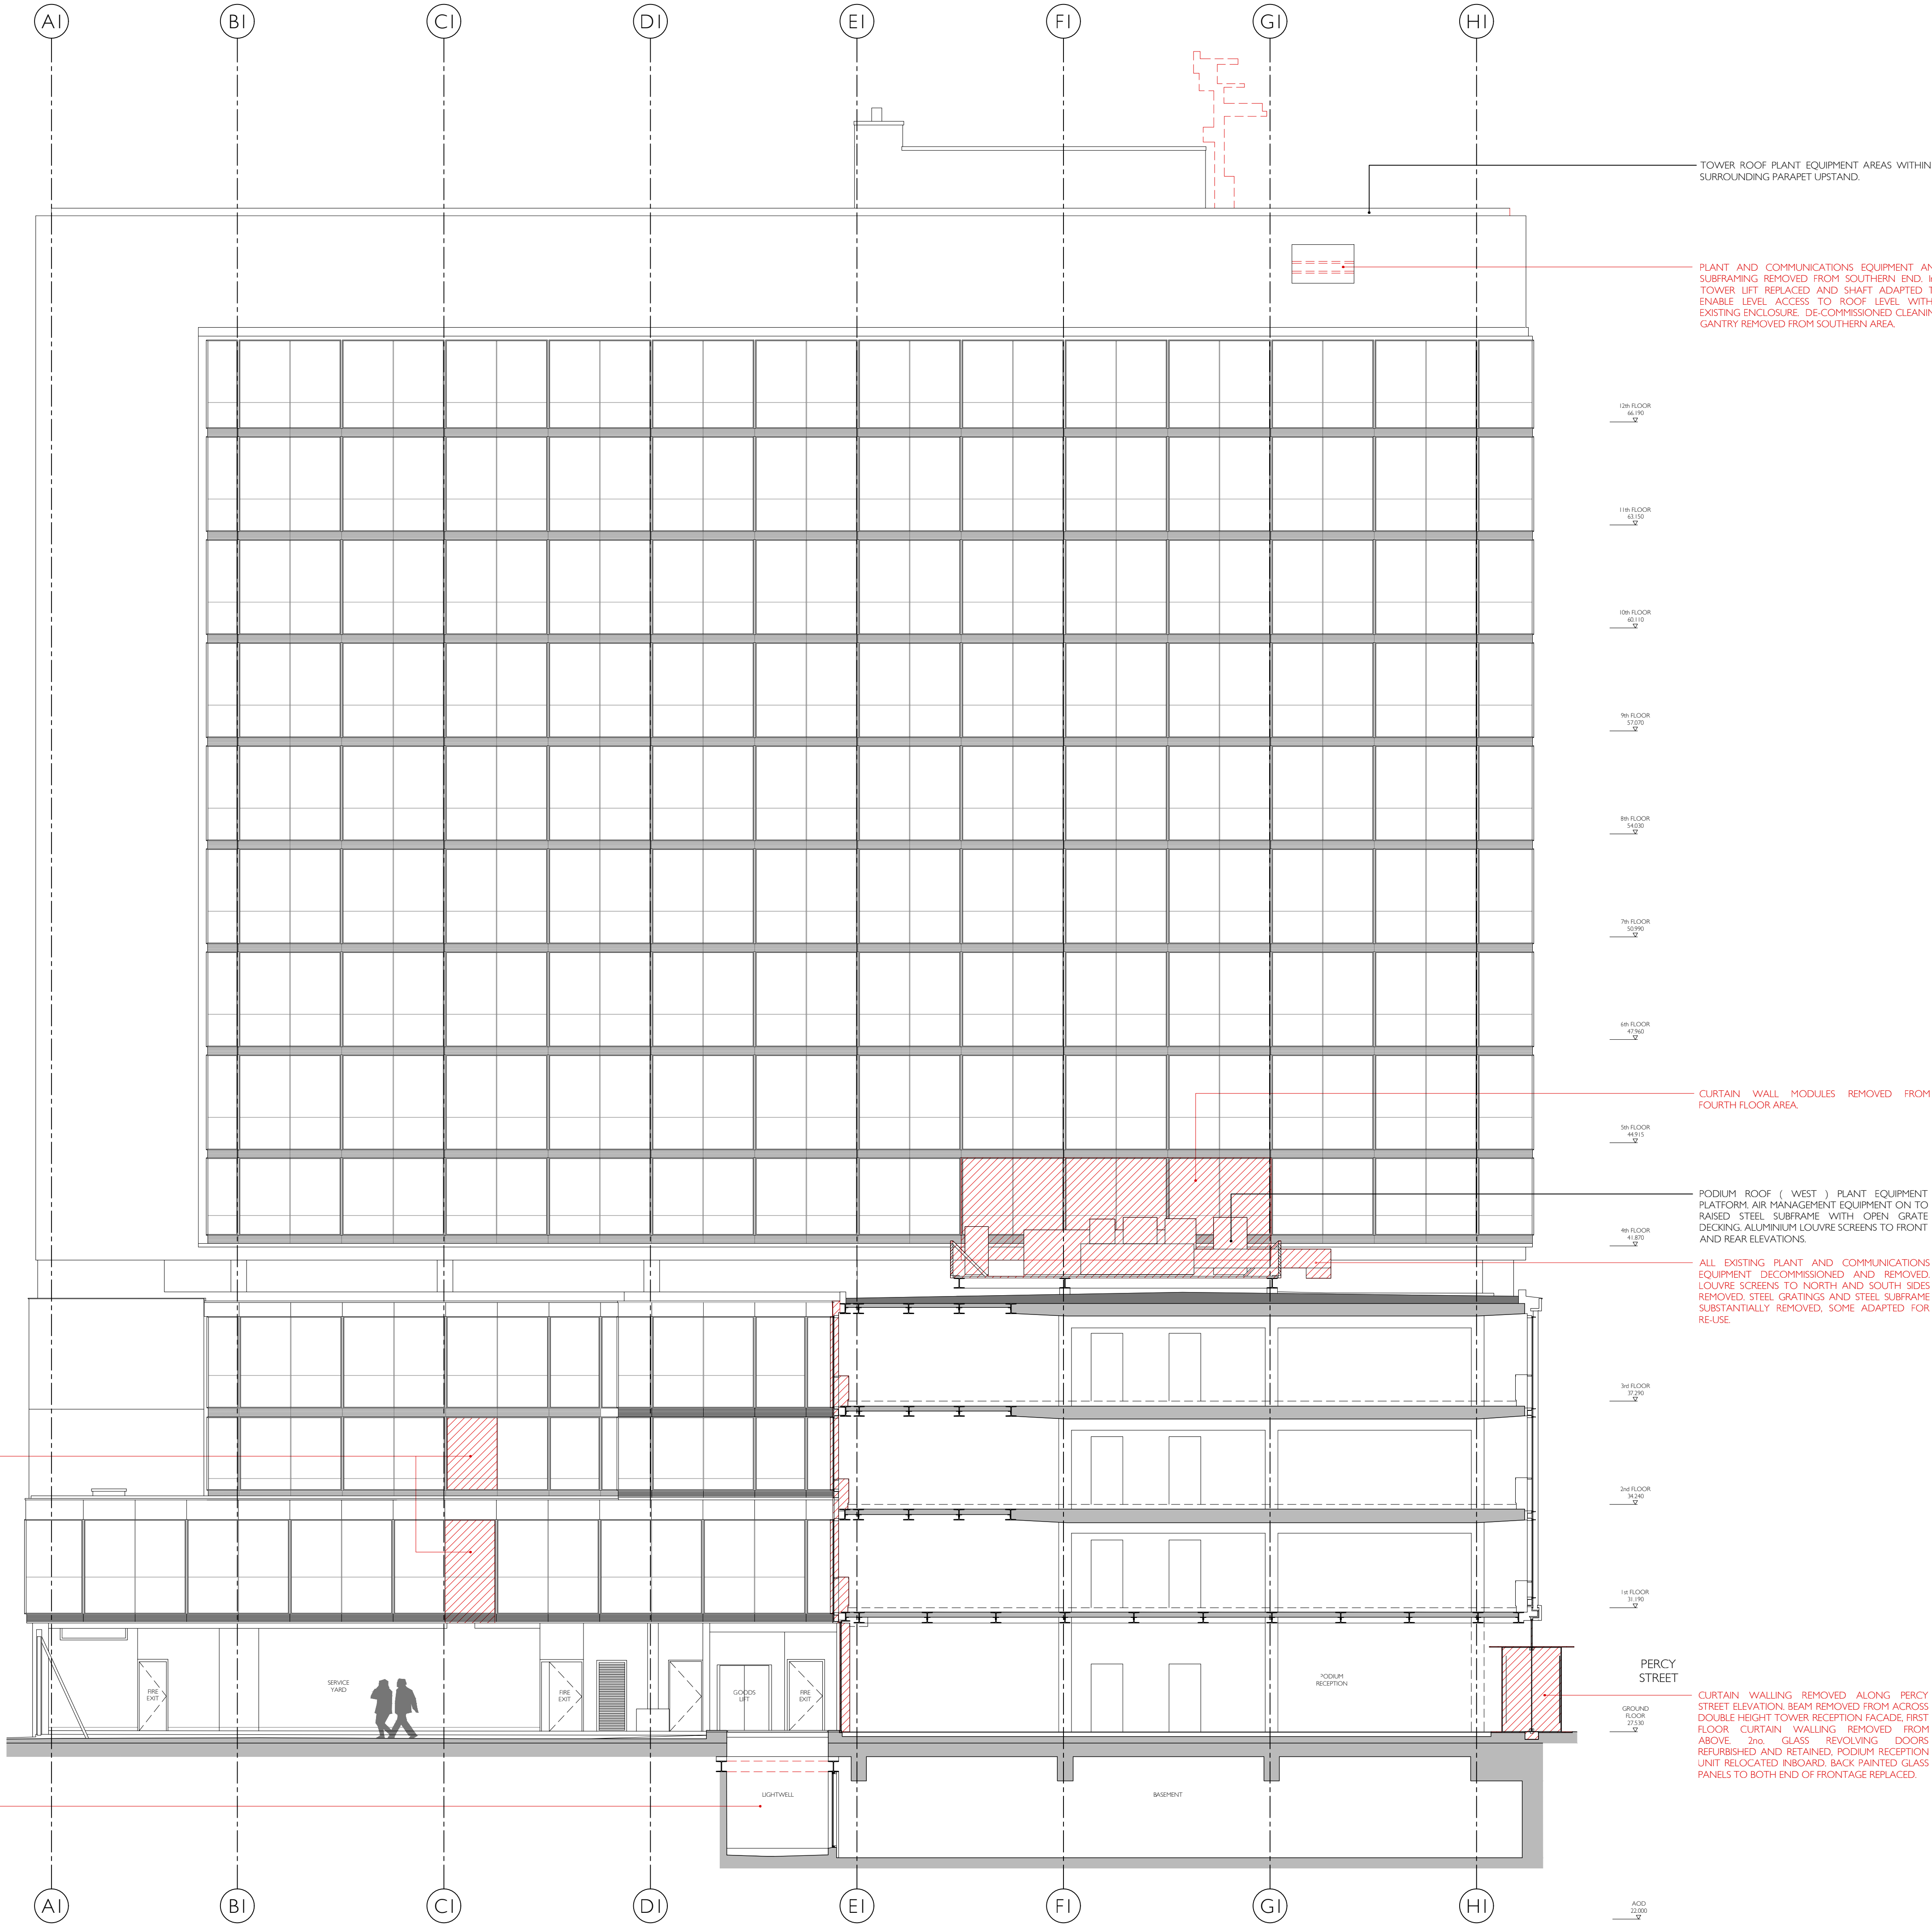 A1 B1 C1 D1 E1 F1 G1 H1
TOWER ROOF PLANT EQUIPMENT AREAS WITHIN
SURROUNDING PARAPET UPSTAND.
PLANT AND COMMUNICATIONS EQUIPMENT
SUBFRAMING REMOVED FROM SOUTHERN END.
TOWER LIFT REPLACED AND SHAFT ADAPTED
ENABLE LEVEL ACCESS TO ROOF LEVEL
EXISTING ENCLOSURE. DE-COMMISSIONED
GANTRY REMOVED FROM SOUTHERN AREA.
12th FLOOR
66.190
11th FLOOR
63.150
10th FLOOR
60.110
9th FLOOR
57.070
8th FLOOR
54.030
7th FLOOR
50.990
6th FLOOR
47.960
CURTAIN WALL MODULES REMOVED FROM
FOURTH FLOOR AREA.
5th FLOOR
44.915
PODIUM ROOF ( WEST ) PLANT EQUIPMENT
PLATFORM. AIR MANAGEMENT EQUIPMENT ON TO
RAISED STEEL SUBFRAME WITH OPEN GRATE
DECKING. ALUMINIUM LOUVRE SCREENS TO FRONT
AND REAR ELEVATIONS.
4th FLOOR
41.870
ALL EXISTING PLANT AND COMMUNICATIONS
EQUIPMENT DECOMMISSIONED AND REMOVED.
LOUVRE SCREENS TO NORTH AND SOUTH SIDES
REMOVED. STEEL GRATINGS AND STEEL SUBFRAME
SUBSTANTIALLY REMOVED, SOME ADAPTED FOR
RE-USE.
3rd FLOOR
37.290
2nd FLOOR
34.240
1st FLOOR
31.190
FIRE
EXIT
SERVICE
YARD
FIRE
EXIT
GOODS
LIFT
FIRE
EXIT
PODIUM
RECEPTION
PERCY
STREET
GROUND
FLOOR
27.530
CURTAIN WALLING REMOVED ALONG PERCY
STREET ELEVATION. BEAM REMOVED FROM ACROSS
DOUBLE HEIGHT TOWER RECEPTION FACADE, FIRST
FLOOR CURTAIN WALLING REMOVED FROM
ABOVE. 2no. GLASS REVOLVING DOORS
REFURBISHED AND RETAINED, PODIUM RECEPTION
UNIT RELOCATED INBOARD. BACK PAINTED GLASS
PANELS TO BOTH END OF FRONTAGE REPLACED.
LIGHTWELL
BASEMENT
A1 B1 C1 D1 E1 F1 G1 H1
AOD
22.000